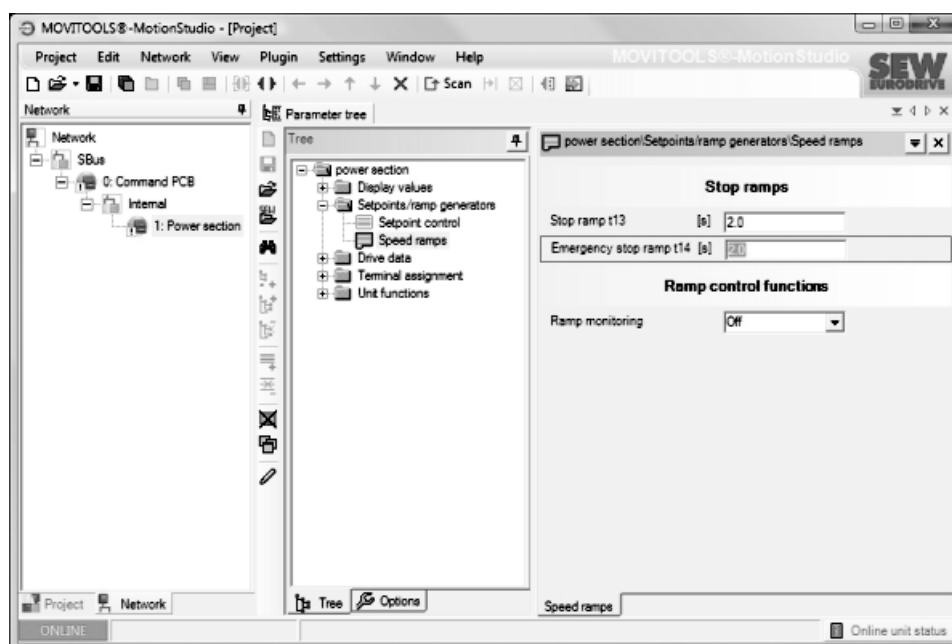 MOVITOOLS®-MotionStudio - [Project]
Project Edit Network View Plugin Settings Window Help
MOVITOOLS®-MotionStudio
SEW
EURODRIVE
Scan
Network
Parameter tree
Network
SBus
0: Command PCB
Internal
1: Power section
Tree
power section
Display values
Setpoints/ramp generators
Setpoint control
Speed ramps
Drive data
Terminal assignment
Unit functions
power section\Setpoints/ramp generators\Speed ramps
Stop ramps
Stop ramp t13 [s] 2.0
Emergency stop ramp t14 [s] 2.0
Ramp control functions
Ramp monitoring Off
Project Network
Tree Options
Speed ramps
ONLINE
Online unit status